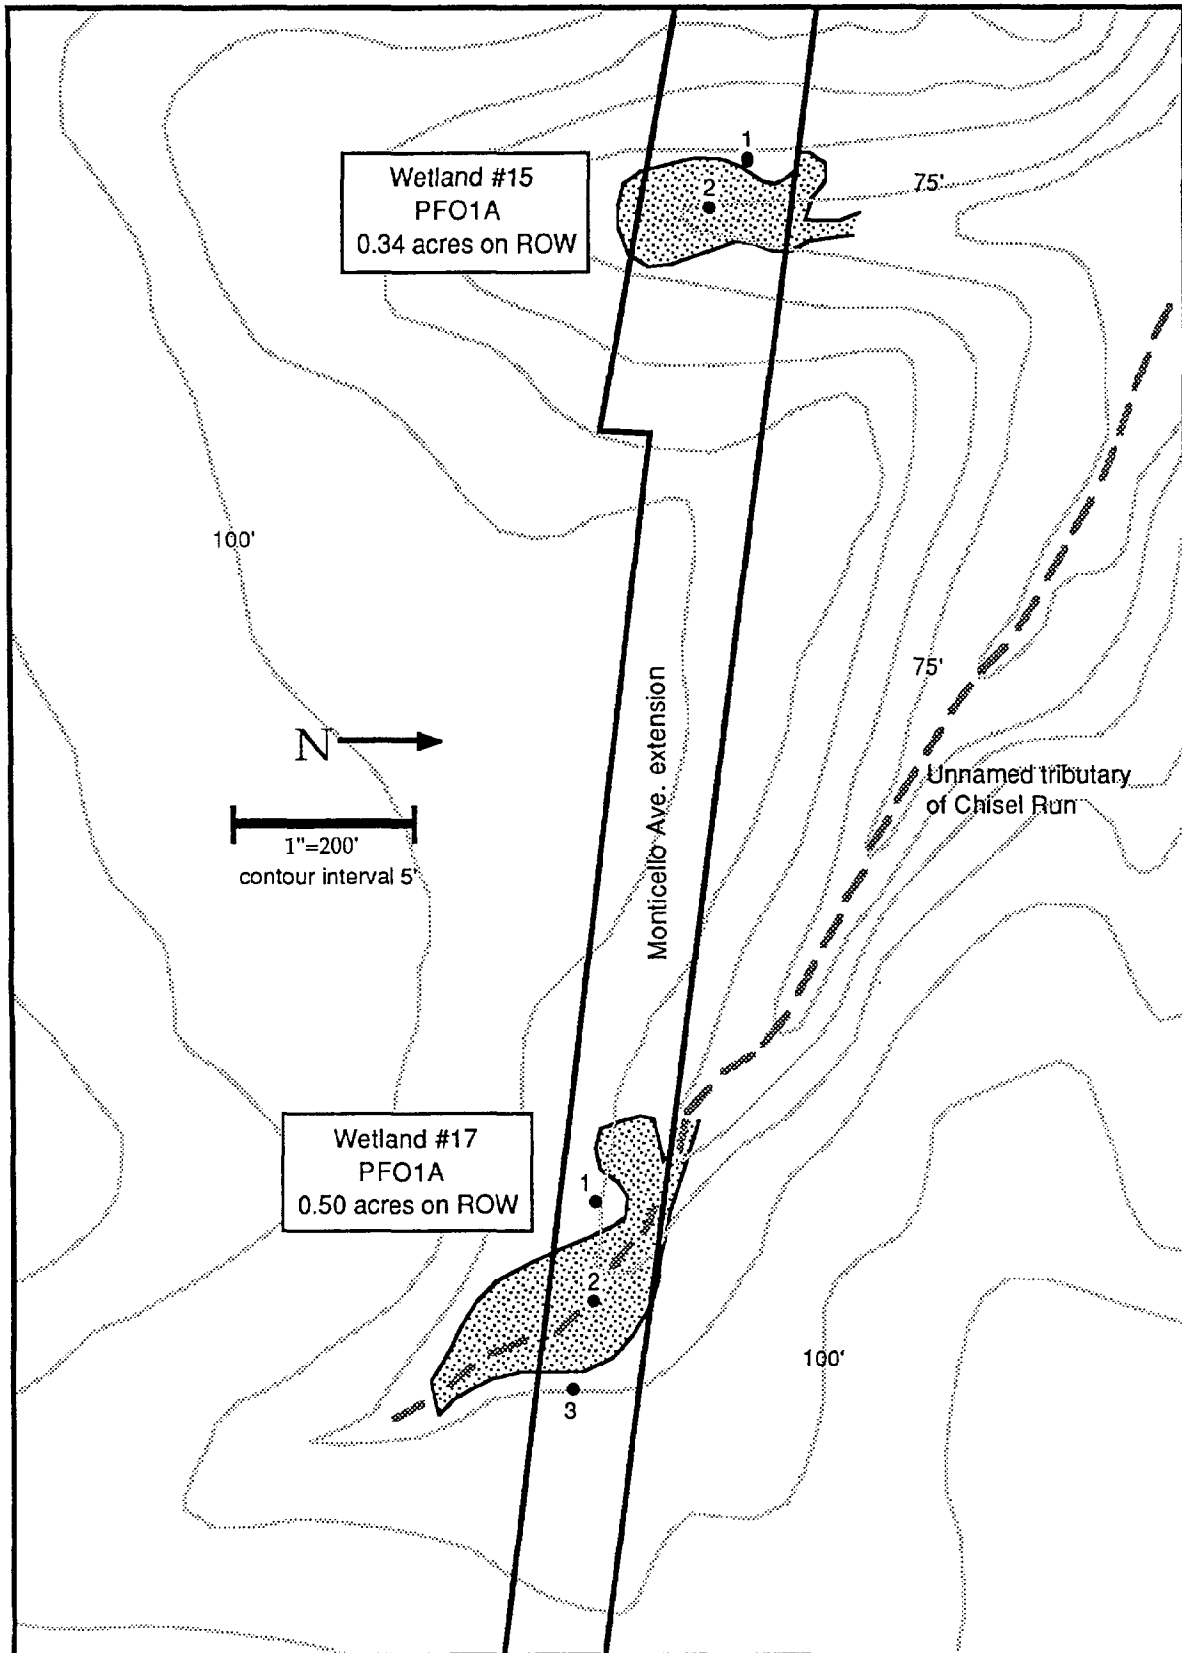 1
Wetland #15
PFO1A
0.34 acres on ROW
2
75'
100'
75'
Monticello Ave. extension
N
Unnamed tributary
of Chisel Run
1"=200'
contour interval 5'
Wetland #17
PFO1A
0.50 acres on ROW
1
2
100'
3